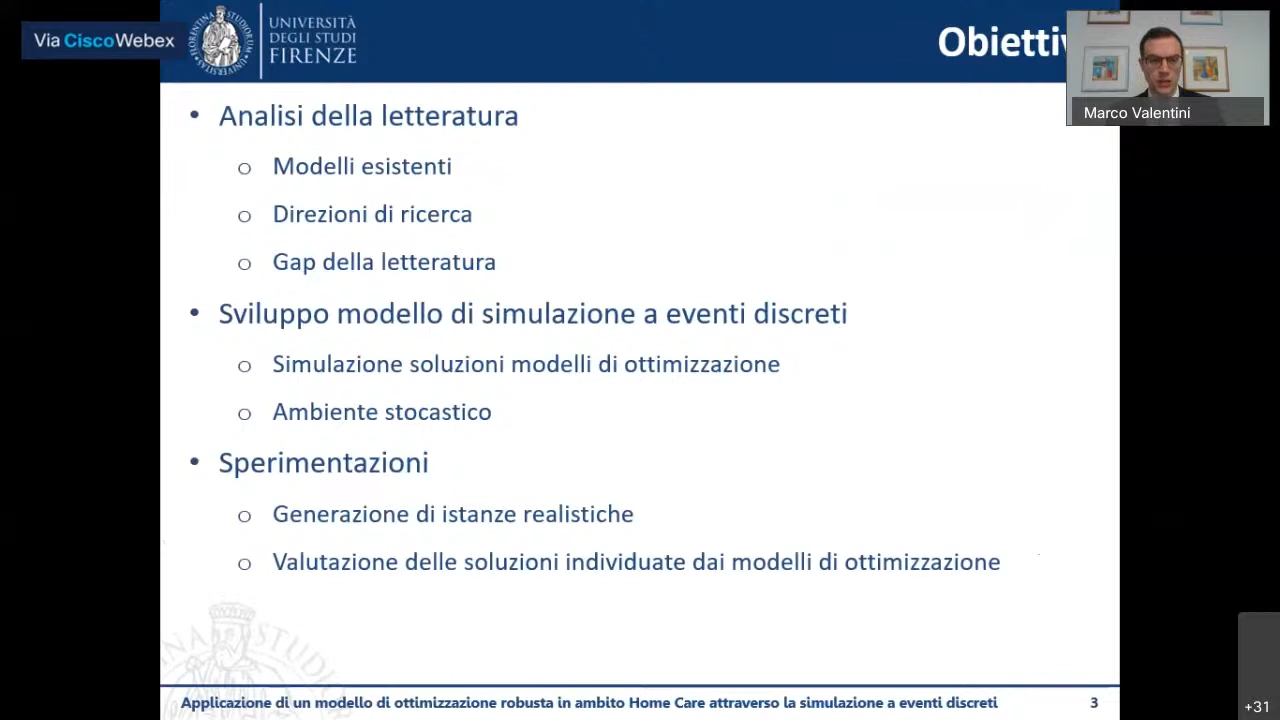 Via CiscoWebex
UNIVERSITÀ
DEGLI STUDI
FIRENZE
Marco Valentini
• Analisi della letteratura
o Modelli esistenti
o Direzioni di ricerca
o Gap della letteratura
• Sviluppo modello di simulazione a eventi discreti
o Simulazione soluzioni modelli di ottimizzazione
o Ambiente stocastico
• Sperimentazioni
o Generazione di istanze realistiche
o Valutazione delle soluzioni individuate dai modelli di ottimizzazione
Applicazione di un modello di ottimizzazione robusta in ambito Home Care attraverso la simulazione a eventi discreti 3
+31